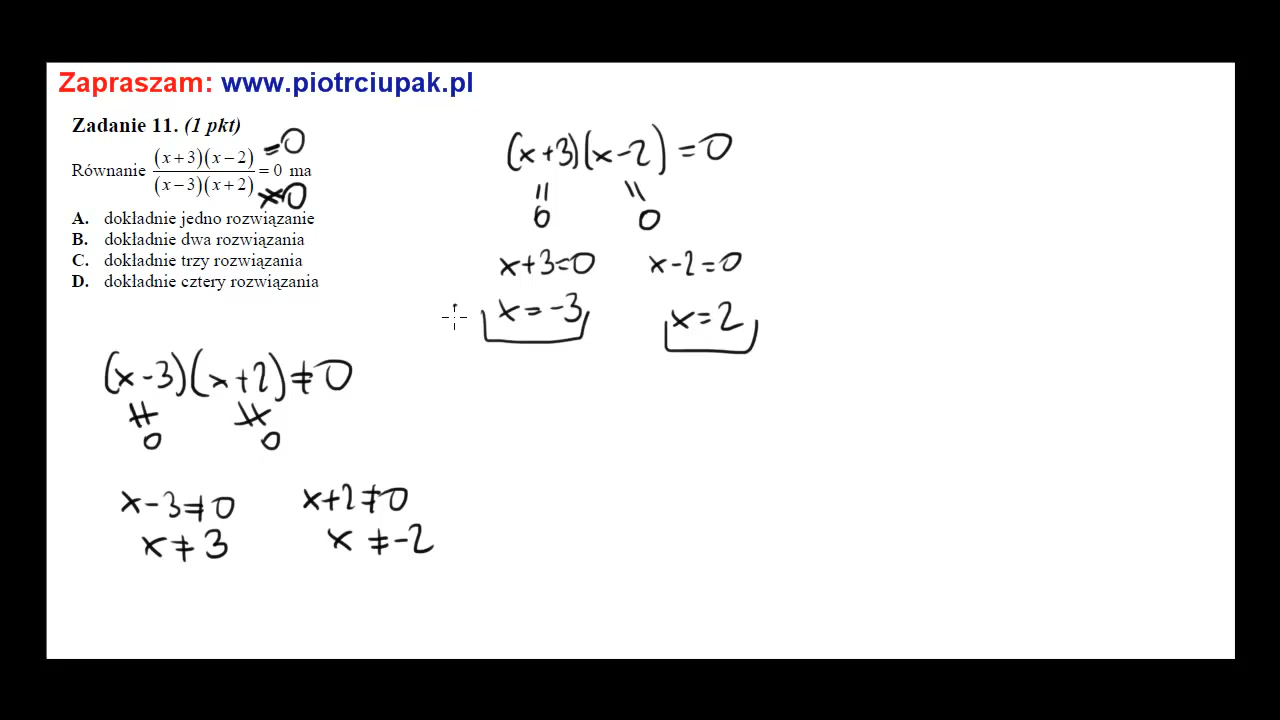 Zapraszam: www.piotrciupak.pl
Zadanie 11. (1 pkt)
Równanie (x+3)(x−2)/(x−3)(x+2) = 0 ma
=0
≠0
A. dokładnie jedno rozwiązanie
B. dokładnie dwa rozwiązania
C. dokładnie trzy rozwiązania
D. dokładnie cztery rozwiązania
(x+3)(x-2)=0
= =
0 0
x+3=0 x-2=0
x=-3 x=2
(x-3)(x+2)≠0
≠ ≠
0 0
x-3≠0 x+2≠0
x≠3 x≠-2